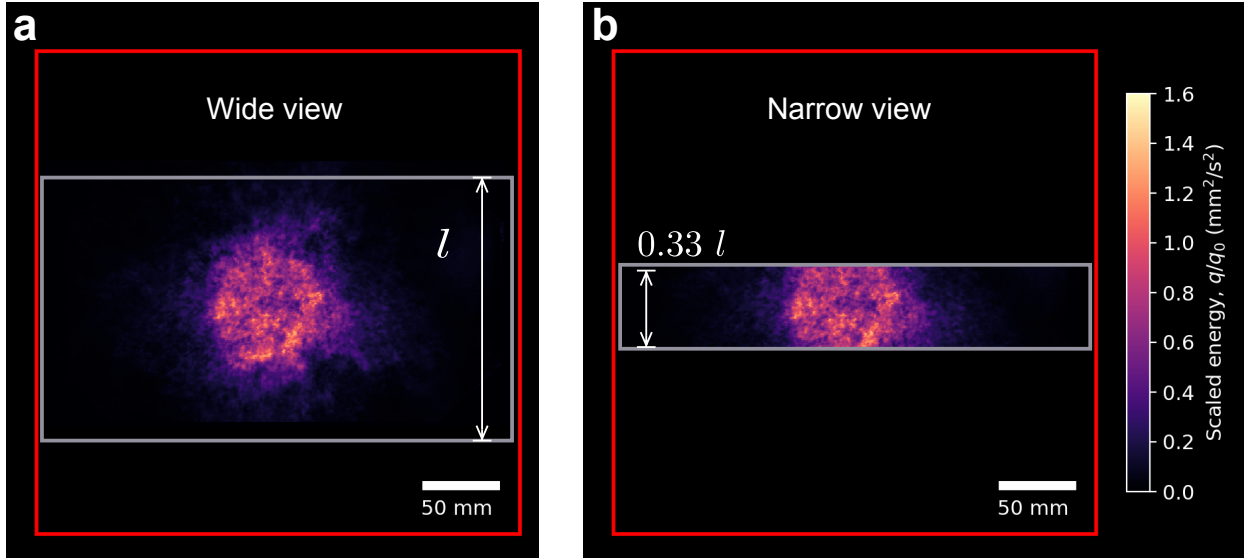 a
Wide view
l
50 mm
b
Narrow view
0.33 l
50 mm
1.6
1.4
1.2
1.0
0.8
0.6
0.4
0.2
0.0
Scaled energy, q/q₀ (mm²/s²)